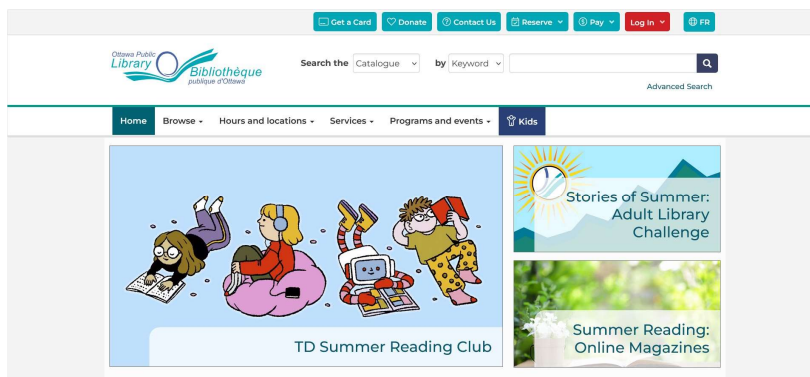 Get a Card
Donate
Contact Us
Reserve
Pay
Log In
FR
Ottawa Public
Library
Bibliothèque
publique d'Ottawa
Search the Catalogue by Keyword
Advanced Search
Home Browse Hours and locations Services Programs and events Kids
TD Summer Reading Club
Stories of Summer:
Adult Library
Challenge
Summer Reading:
Online Magazines